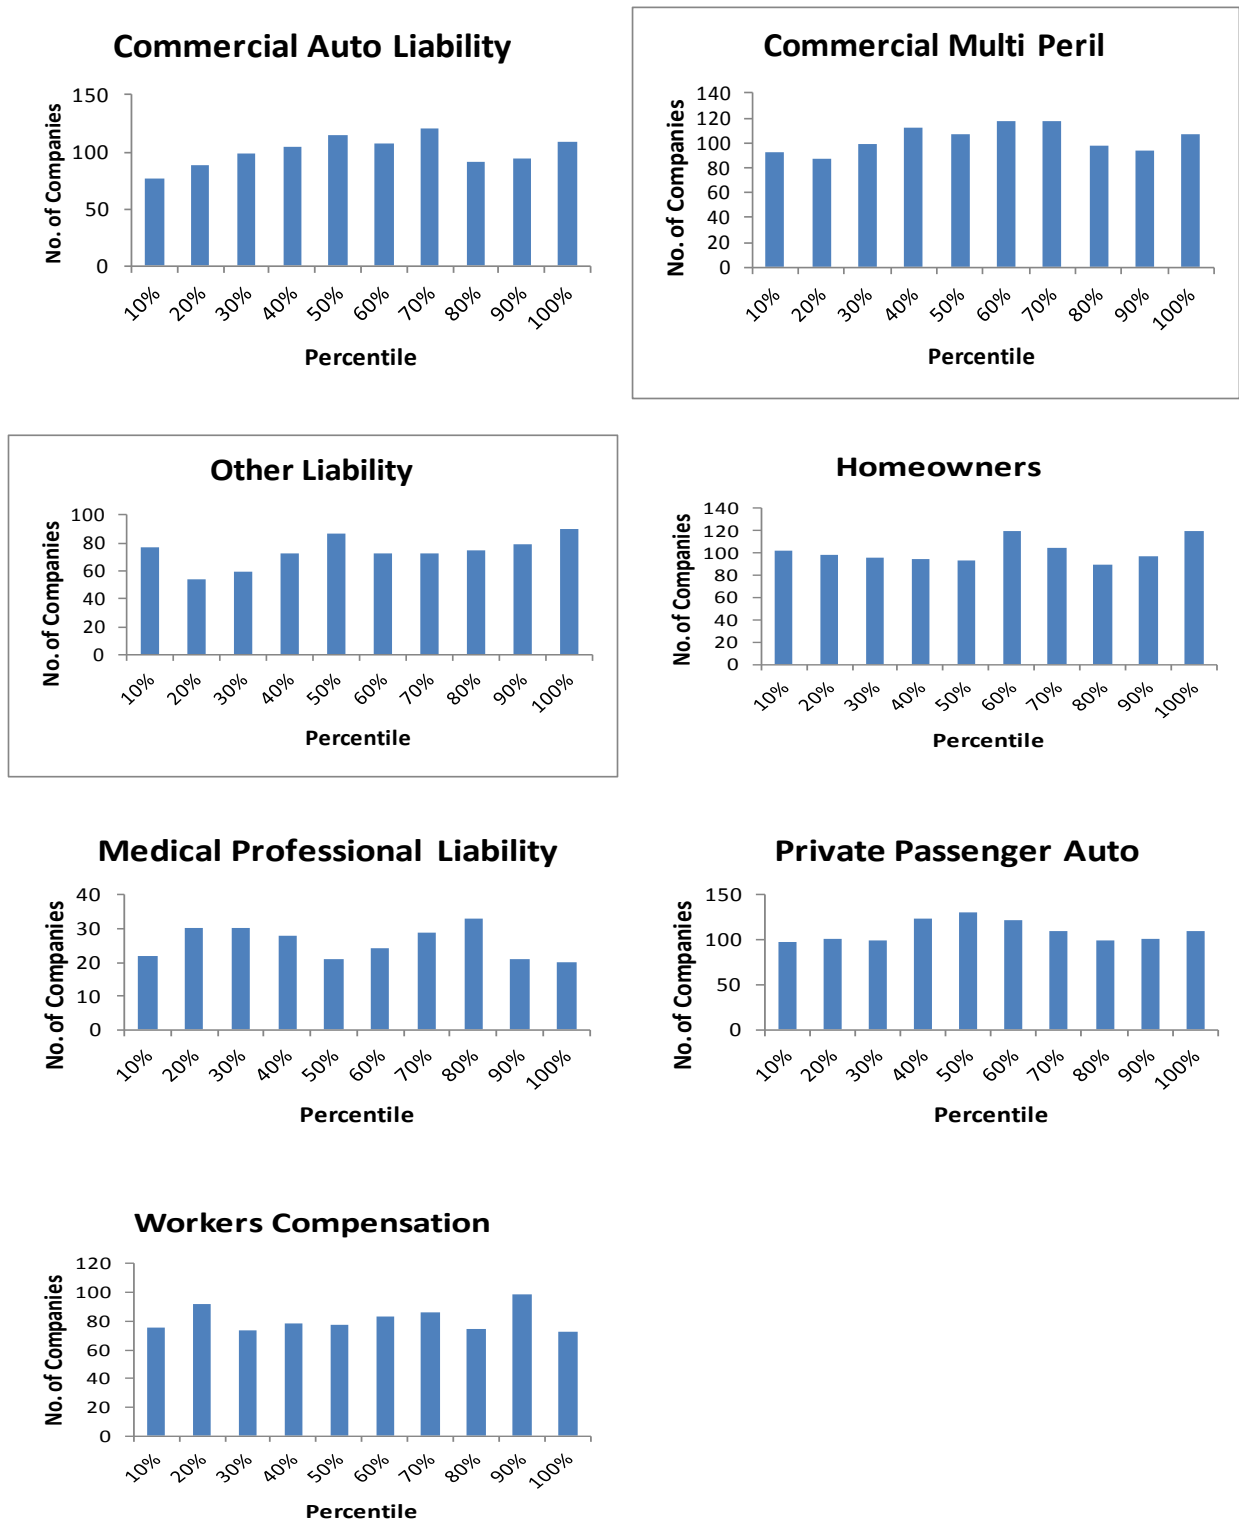 Commercial Auto Liability
No. of Companies
150
100
50
0
10% 20% 30% 40% 50% 60% 70% 80% 90% 100%
Percentile
Commercial Multi Peril
No. of Companies
140
120
100
80
60
40
20
0
10% 20% 30% 40% 50% 60% 70% 80% 90% 100%
Percentile
Other Liability
No. of Companies
100
80
60
40
20
0
10% 20% 30% 40% 50% 60% 70% 80% 90% 100%
Percentile
Homeowners
No. of Companies
140
120
100
80
60
40
20
0
10% 20% 30% 40% 50% 60% 70% 80% 90% 100%
Percentile
Medical Professional Liability
No. of Companies
40
30
20
10
0
10% 20% 30% 40% 50% 60% 70% 80% 90% 100%
Percentile
Private Passenger Auto
No. of Companies
150
100
50
0
10% 20% 30% 40% 50% 60% 70% 80% 90% 100%
Percentile
Workers Compensation
No. of Companies
120
100
80
60
40
20
0
10% 20% 30% 40% 50% 60% 70% 80% 90% 100%
Percentile